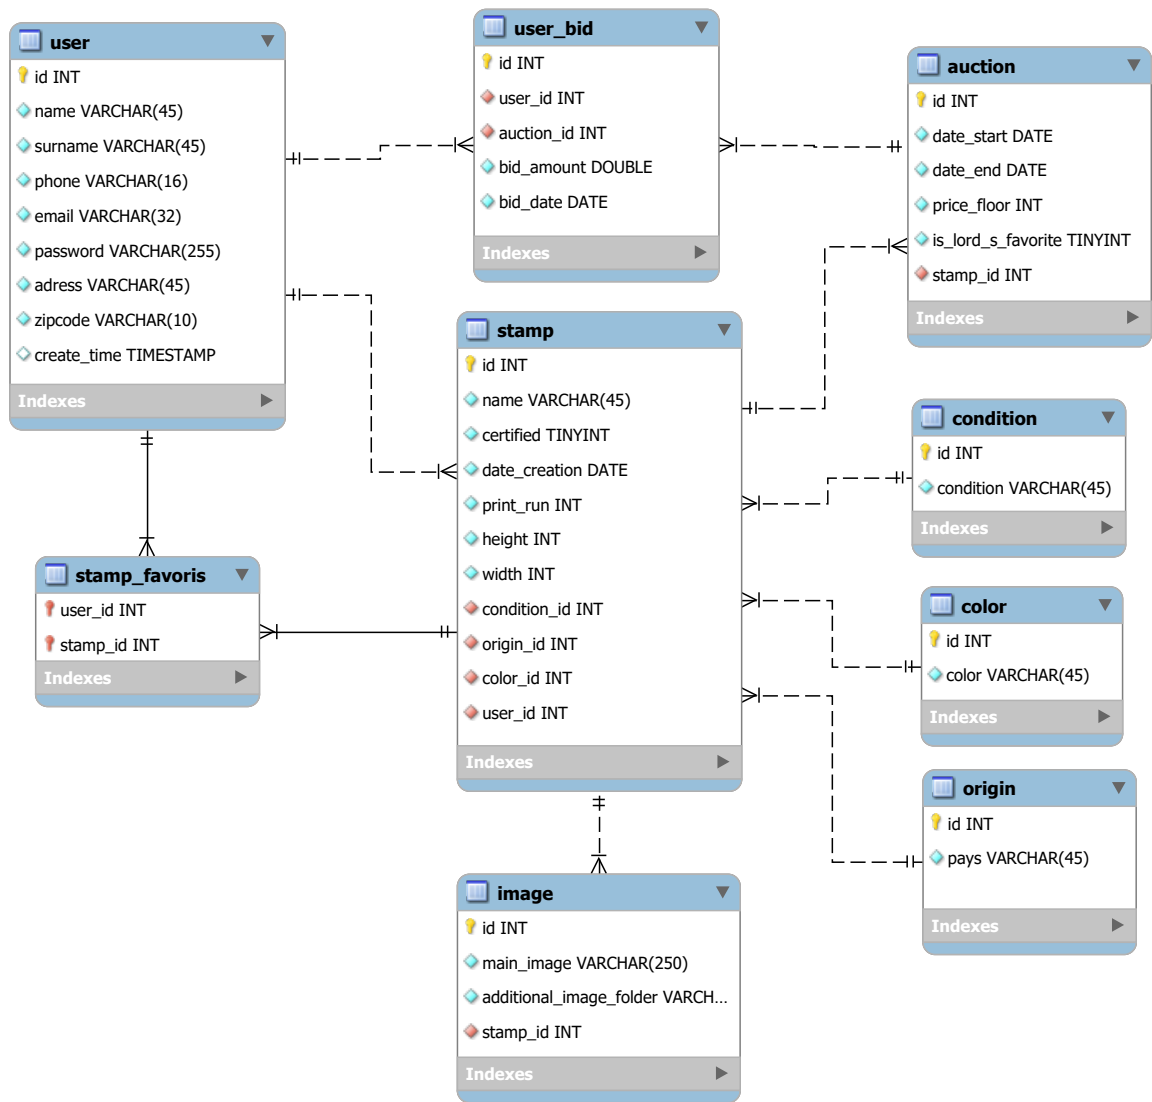 user
id INT
name VARCHAR(45)
surname VARCHAR(45)
phone VARCHAR(16)
email VARCHAR(32)
password VARCHAR(255)
adress VARCHAR(45)
zipcode VARCHAR(10)
create_time TIMESTAMP
Indexes
user_bid
id INT
user_id INT
auction_id INT
bid_amount DOUBLE
bid_date DATE
Indexes
auction
id INT
date_start DATE
date_end DATE
price_floor INT
is_lord_s_favorite TINYINT
stamp_id INT
Indexes
stamp
id INT
name VARCHAR(45)
certified TINYINT
date_creation DATE
print_run INT
height INT
width INT
condition_id INT
origin_id INT
color_id INT
user_id INT
Indexes
condition
id INT
condition VARCHAR(45)
Indexes
stamp_favoris
user_id INT
stamp_id INT
Indexes
color
id INT
color VARCHAR(45)
Indexes
origin
id INT
pays VARCHAR(45)
Indexes
image
id INT
main_image VARCHAR(250)
additional_image_folder VARCH...
stamp_id INT
Indexes